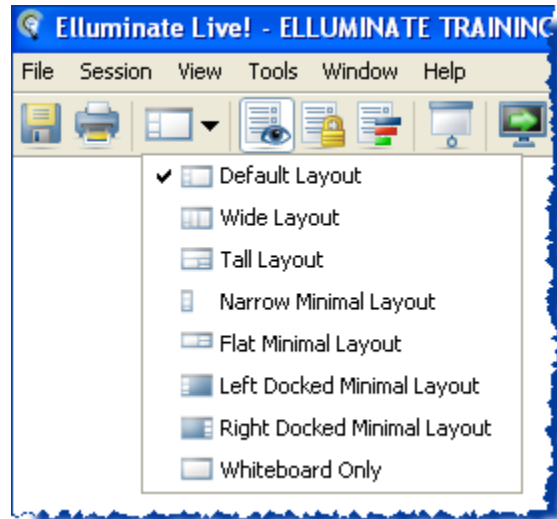 Elluminate Live! - ELLUMINATE TRAINING
File Session View Tools Window Help
Default Layout
Wide Layout
Tall Layout
Narrow Minimal Layout
Flat Minimal Layout
Left Docked Minimal Layout
Right Docked Minimal Layout
Whiteboard Only